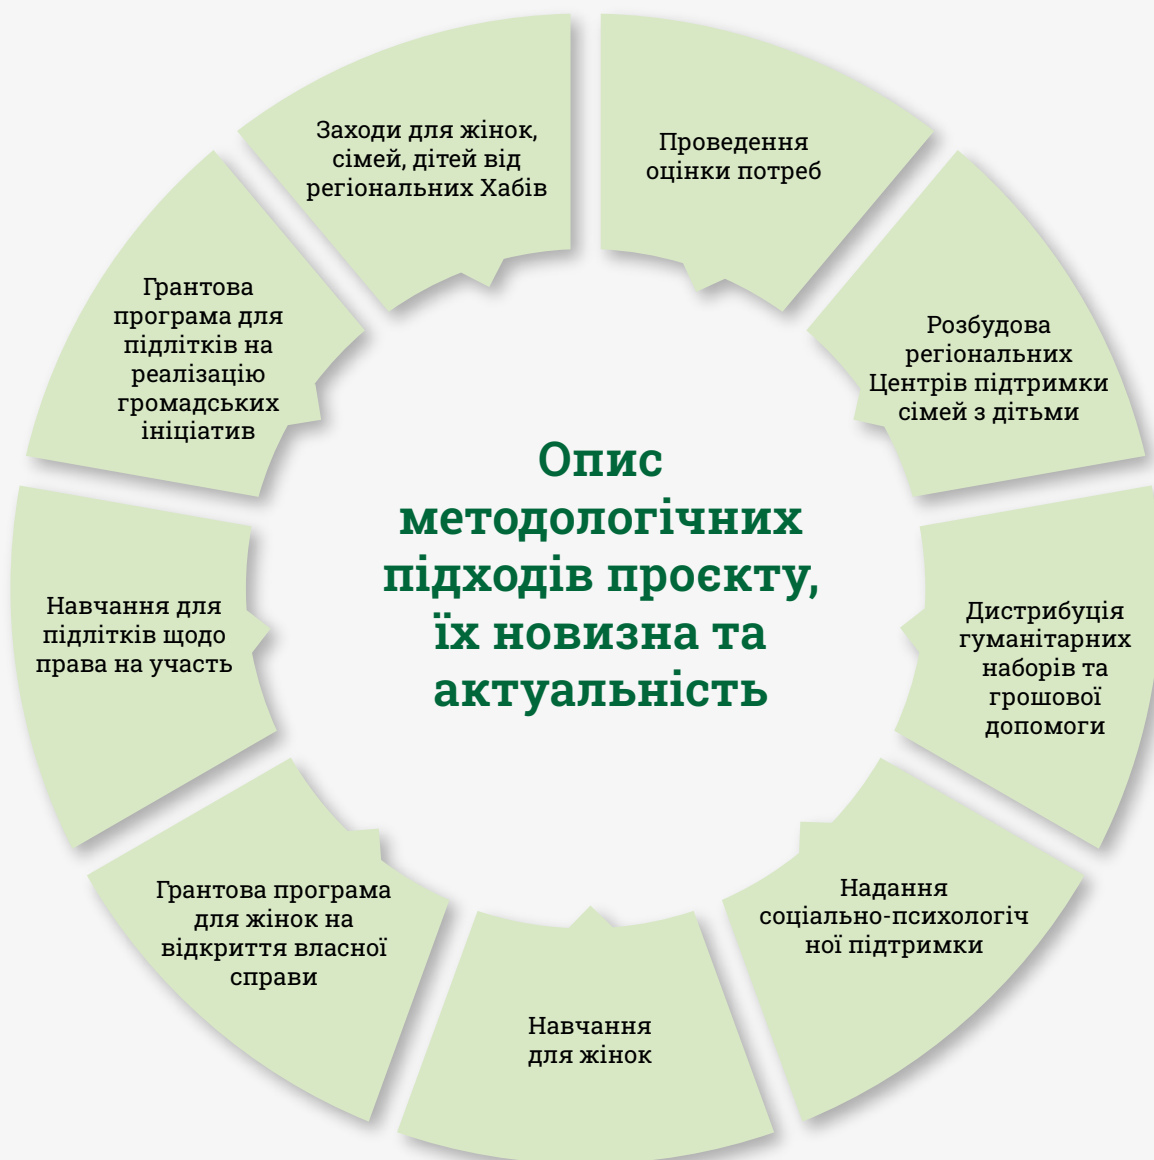 Опис
методологічних
підходів проєкту,
їх новизна та
актуальність
Проведення
оцінки потреб
Розбудова
регіональних
Центрів підтримки
сімей з дітьми
Дистрибуція
гуманітарних
наборів та
грошової
допомоги
Надання
соціально-психологіч
ної підтримки
Навчання
для жінок
Грантова програма
для жінок на
відкриття власної
справи
Навчання для
підлітків щодо
права на участь
Грантова
програма для
підлітків на
реалізацію
громадських
ініціатив
Заходи для жінок,
сімей, дітей від
регіональних Хабів